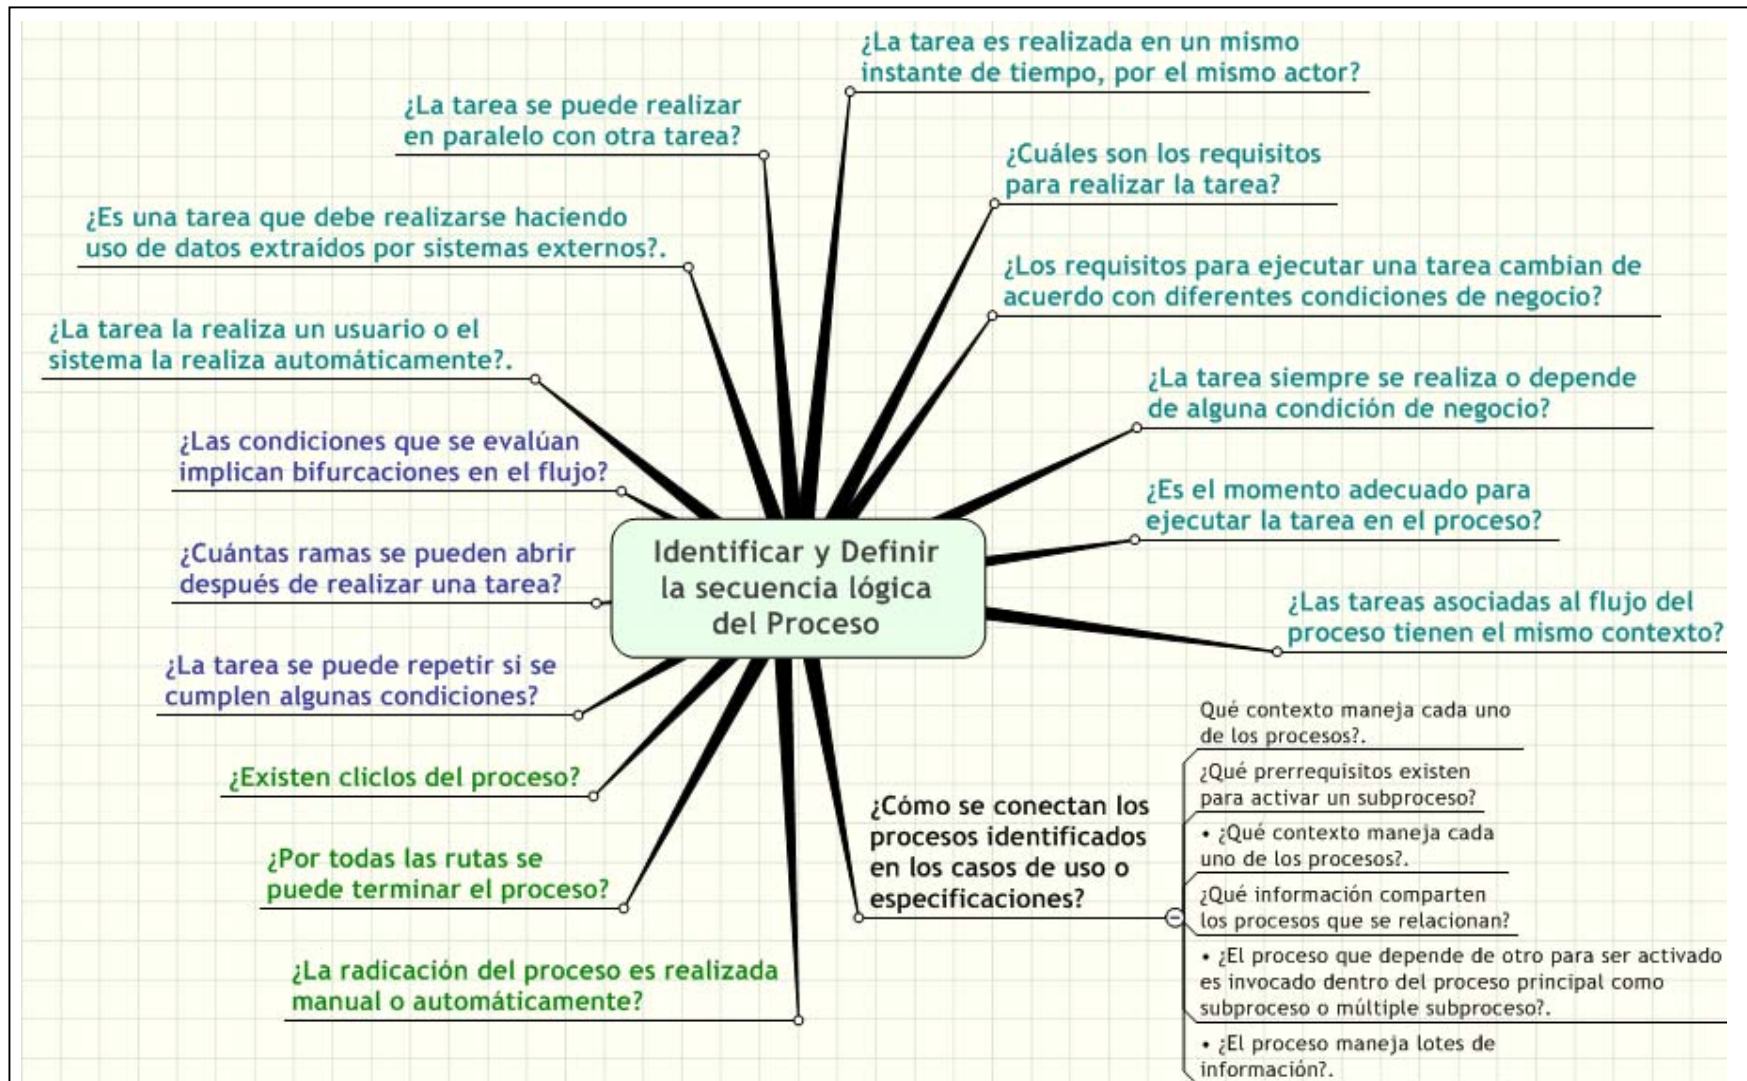 ¿La tarea es realizada en un mismo
instante de tiempo, por el mismo actor?
¿La tarea se puede realizar
en paralelo con otra tarea?
¿Cuáles son los requisitos
para realizar la tarea?
¿Es una tarea que debe realizarse haciendo
uso de datos extraídos por sistemas externos?.
¿Los requisitos para ejecutar una tarea cambian de
acuerdo con diferentes condiciones de negocio?
¿La tarea la realiza un usuario o el
sistema la realiza automáticamente?.
¿La tarea siempre se realiza o depende
de alguna condición de negocio?
¿Las condiciones que se evalúan
implican bifurcaciones en el flujo?
¿Es el momento adecuado para
ejecutar la tarea en el proceso?
Identificar y Definir
la secuencia lógica
del Proceso
¿Cuántas ramas se pueden abrir
después de realizar una tarea?
¿Las tareas asociadas al flujo del
proceso tienen el mismo contexto?
¿La tarea se puede repetir si se
cumplen algunas condiciones?
¿Existen cliclos del proceso?
¿Por todas las rutas se
puede terminar el proceso?
¿La radicación del proceso es realizada
manual o automáticamente?
¿Cómo se conectan los
procesos identificados
en los casos de uso o
especificaciones?
Qué contexto maneja cada uno
de los procesos?.
¿Qué prerrequisitos existen
para activar un subproceso?
• ¿Qué contexto maneja cada
uno de los procesos?.
¿Qué información comparten
los procesos que se relacionan?
• ¿El proceso que depende de otro para ser activado
es invocado dentro del proceso principal como
subproceso o múltiple subproceso?.
• ¿El proceso maneja lotes de
información?.